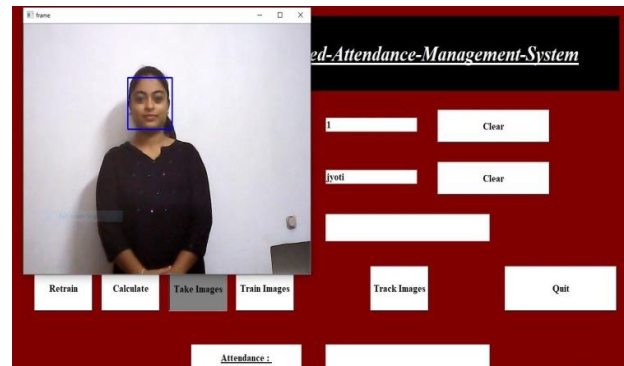 frame
ed-Attendance-Management-System
1
Clear
jyoti
Clear
Retrain
Calculate
Take Images
Train Images
Track Images
Quit
Attendance :